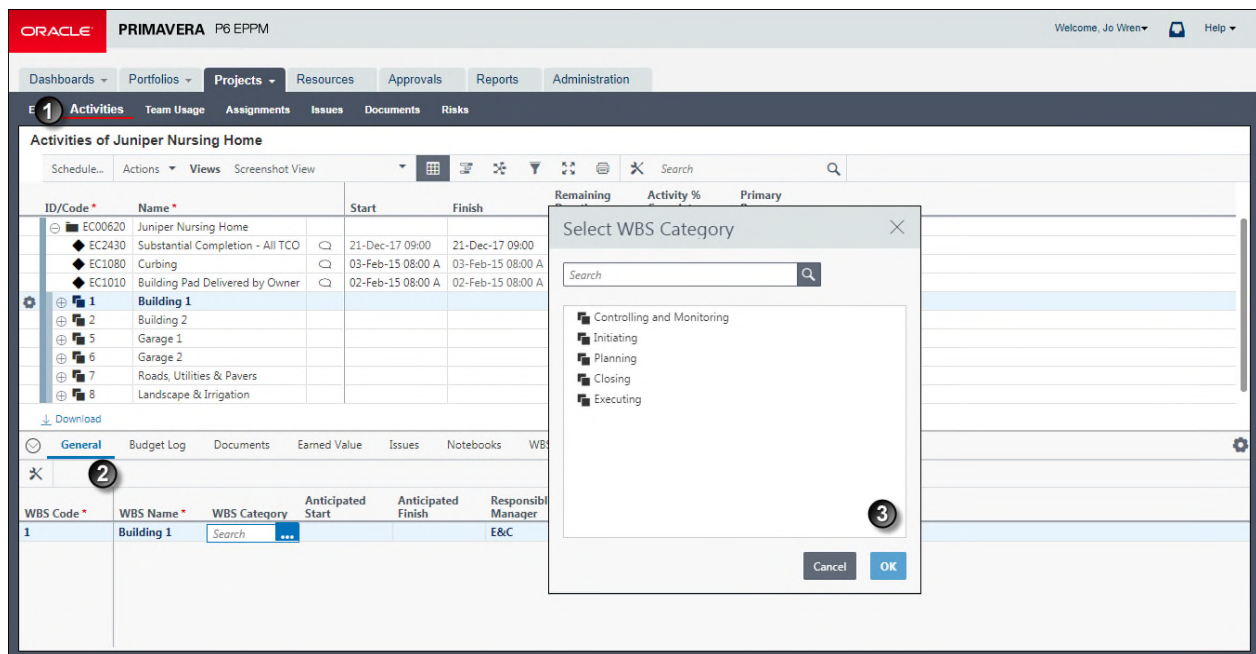 ORACLE PRIMAVERA P6 EPPM Welcome, Jo Wren Help
Dashboards Portfolios Projects Resources Approvals Reports Administration
E 1 Activities Team Usage Assignments Issues Documents Risks
Activities of Juniper Nursing Home
Schedule... Actions Views Screenshot View Search
Remaining Activity % Primary
ID/Code * Name * Start Finish
EC00620 Juniper Nursing Home
EC2430 Substantial Completion - All TCO 21-Dec-17 09:00 21-Dec-17 09:00
EC1080 Curbing 03-Feb-15 08:00 A 03-Feb-15 08:00 A
EC1010 Building Pad Delivered by Owner 02-Feb-15 08:00 A 02-Feb-15 08:00 A
1 Building 1
2 Building 2
5 Garage 1
6 Garage 2
7 Roads, Utilities & Pavers
8 Landscape & Irrigation
Download
General Budget Log Documents Earned Value Issues Notebooks WBS
2
Anticipated Anticipated Responsibl
WBS Code * WBS Name * WBS Category Start Finish Manager
1 Building 1 Search ... E&C
Select WBS Category
Search
Controlling and Monitoring
Initiating
Planning
Closing
Executing
3
Cancel OK